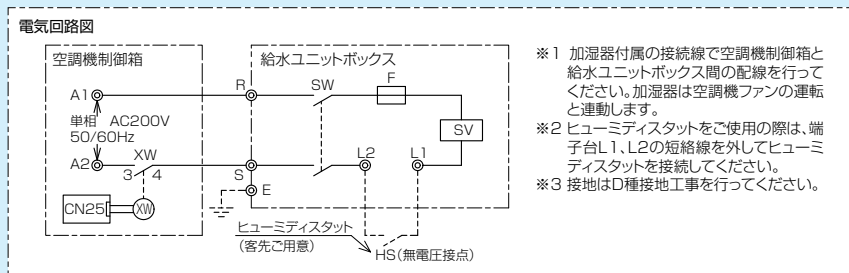 電気回路図
空調機制御箱
給水ユニットボックス
A1
R
SW
F
単相 AC200V
50/60Hz
SV
A2
XW
3 4
S
L2
L1
E
CN25
XW
ヒューミディスタット
(客先ご用意)
HS(無電圧接点)
※1 加湿器付属の接続線で空調機制御箱と
給水ユニットボックス間の配線を行って
ください。加湿器は空調機ファンの運転
と連動します。
※2 ヒューミディスタットをご使用の際は、端
子台L1、L2の短絡線を外してヒューミ
ディスタットを接続してください。
※3 接地はD種接地工事を行ってください。